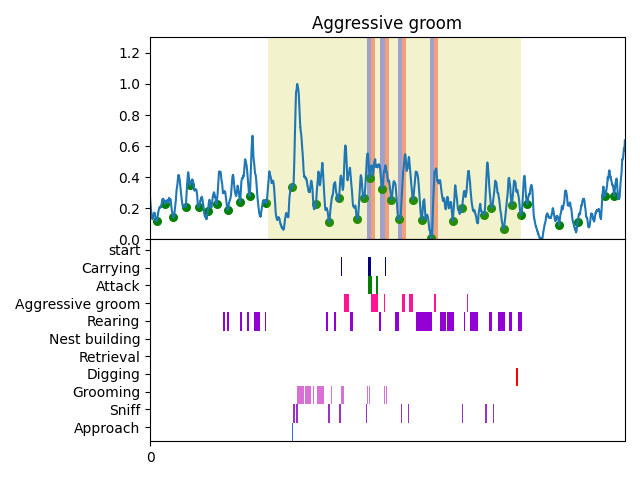 Aggressive groom
1.2
1.0
0.8
0.6
0.4
0.2
0.0
start
Carrying
Attack
Aggressive groom
Rearing
Nest building
Retrieval
Digging
Grooming
Sniff
Approach
0